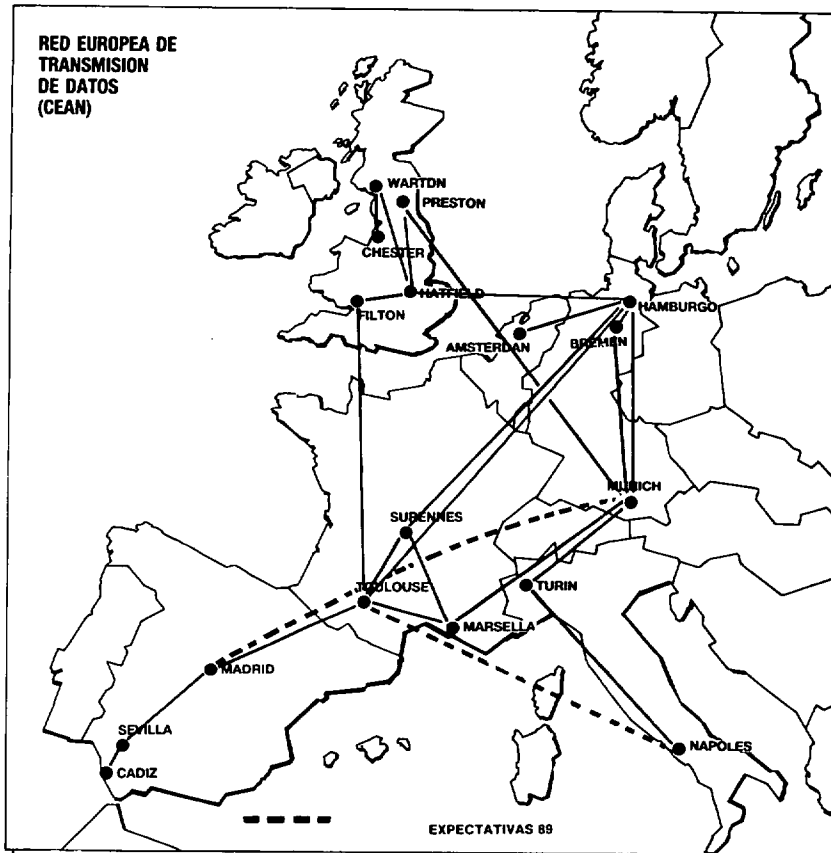 RED EUROPEA DE
TRANSMISION
DE DATOS
(CEAN)
WARTDN
PRESTON
CHESTER
HATFIELD
FILTON
HAMBURGO
AMSTERDAN
BREMEN
MUNICH
SURENNES
TOULOUSE
TURIN
MARSELLA
MADRID
SEVILLA
CADIZ
NAPOLES
EXPECTATIVAS 89